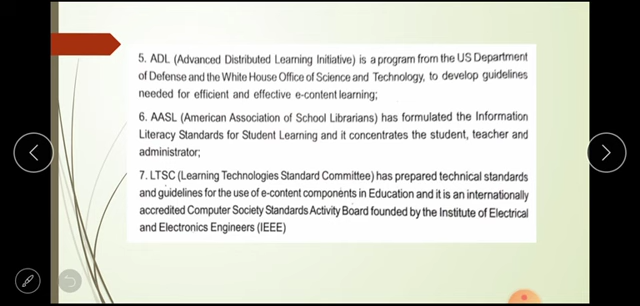 5. ADL (Advanced Distributed Learning Initiative) is a program from the US Department
of Defense and the White House Office of Science and Technology, to develop guidelines
needed for efficient and effective e-content learning;
6. AASL (American Association of School Librarians) has formulated the Information
Literacy Standards for Student Learning and it concentrates the student, teacher and
administrator;
7. LTSC (Learning Technologies Standard Committee) has prepared technical standards
and guidelines for the use of e-content components in Education and it is an internationally
accredited Computer Society Standards Activity Board founded by the Institute of Electrical
and Electronics Engineers (IEEE)